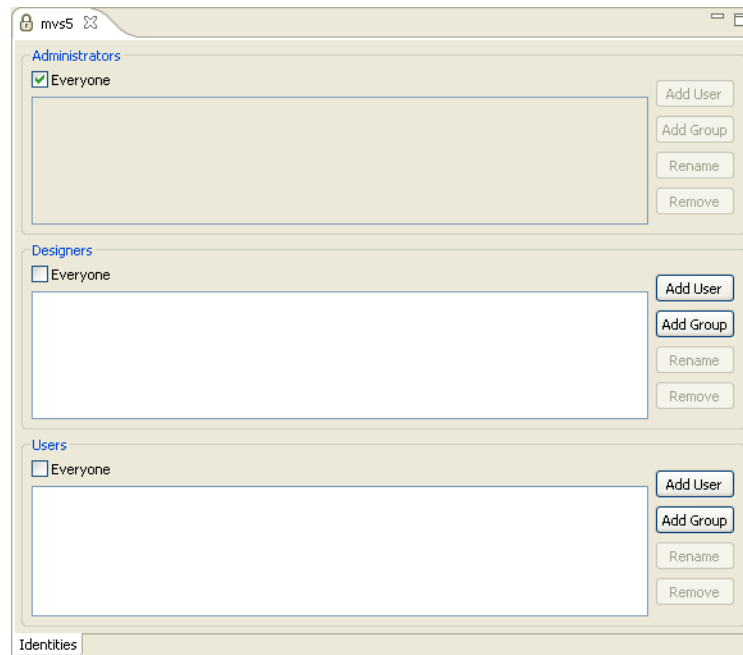 mvs5
Administrators
Everyone
Add User
Add Group
Rename
Remove
Designers
Everyone
Add User
Add Group
Rename
Remove
Users
Everyone
Add User
Add Group
Rename
Remove
Identities